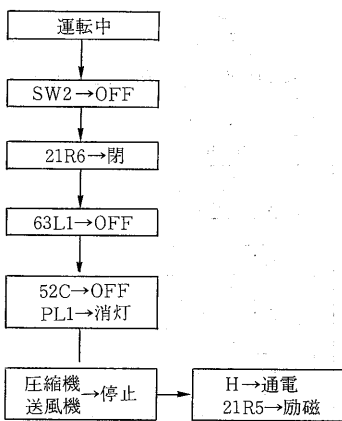 運転中
SW2→OFF
21R6→閉
63L1→OFF
52C→OFF
PL1→消灯
圧縮機
送風機→停止
H→通電
21R5→励磁